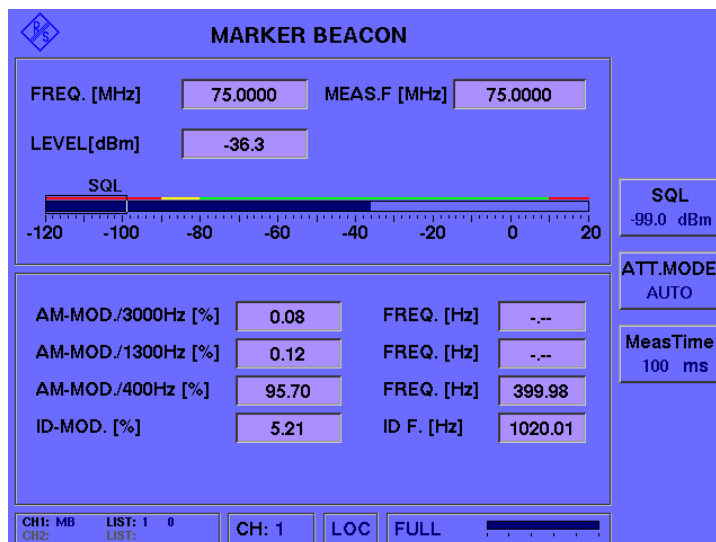 R/S
MARKER BEACON
FREQ. [MHz] 75.0000 MEAS.F [MHz] 75.0000
LEVEL[dBm] -36.3
SQL
-120 -100 -80 -60 -40 -20 0 20
SQL
-99.0 dBm
ATT.MODE
AUTO
MeasTime
100 ms
AM-MOD./3000Hz [%] 0.08 FREQ. [Hz] -.--
AM-MOD./1300Hz [%] 0.12 FREQ. [Hz] -.--
AM-MOD./400Hz [%] 95.70 FREQ. [Hz] 399.98
ID-MOD. [%] 5.21 ID F. [Hz] 1020.01
CH1: MB LIST: 1 0
CH2: LIST:
CH: 1 LOC FULL